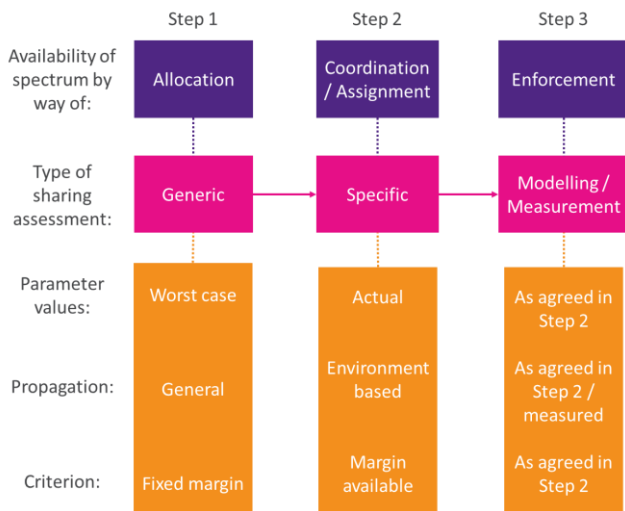 Step 1
Step 2
Step 3
Availability of
spectrum by
way of:
Allocation
Coordination
/ Assignment
Enforcement
Type of
sharing
assessment:
Generic
Specific
Modelling /
Measurement
Parameter
values:
Worst case
Actual
As agreed in
Step 2
Propagation:
General
Environment
based
As agreed in
Step 2 /
measured
Criterion:
Fixed margin
Margin
available
As agreed in
Step 2